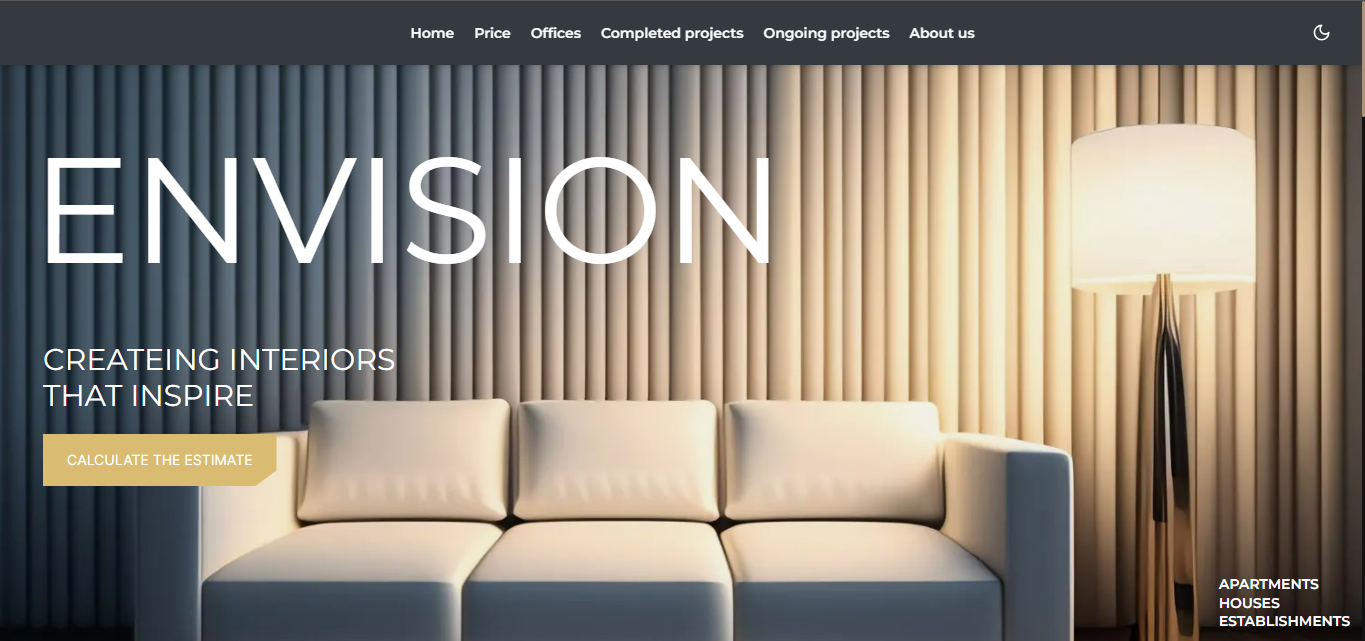 Home Price Offices Completed projects Ongoing projects About us
ENVISION
CREATEING INTERIORS
THAT INSPIRE
CALCULATE THE ESTIMATE
APARTMENTS
HOUSES
ESTABLISHMENTS